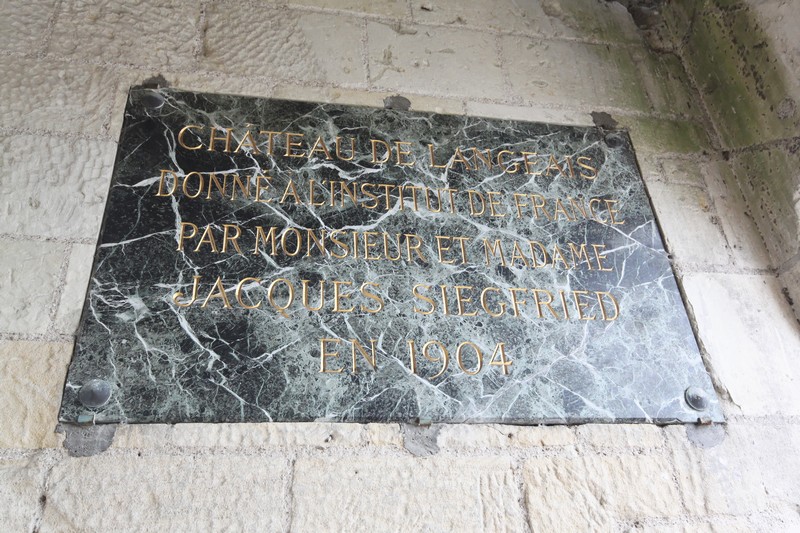 CHÂTEAU DE LANGEAIS
DONNÉ A L'INSTITUT DE FRANCE
PAR MONSIEUR ET MADAME
JACQUES SIEGFRIED
EN 1904